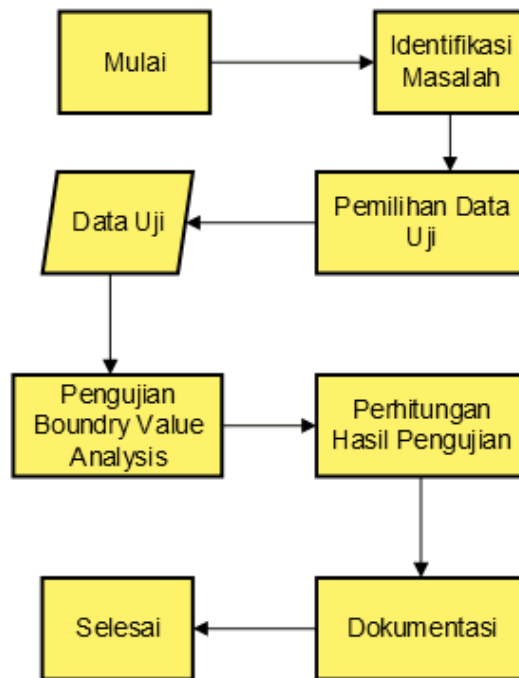 Mulai
Identifikasi
Masalah
Pemilihan Data
Uji
Data Uji
Pengujian
Boundry Value
Analysis
Perhitungan
Hasil Pengujian
Dokumentasi
Selesai